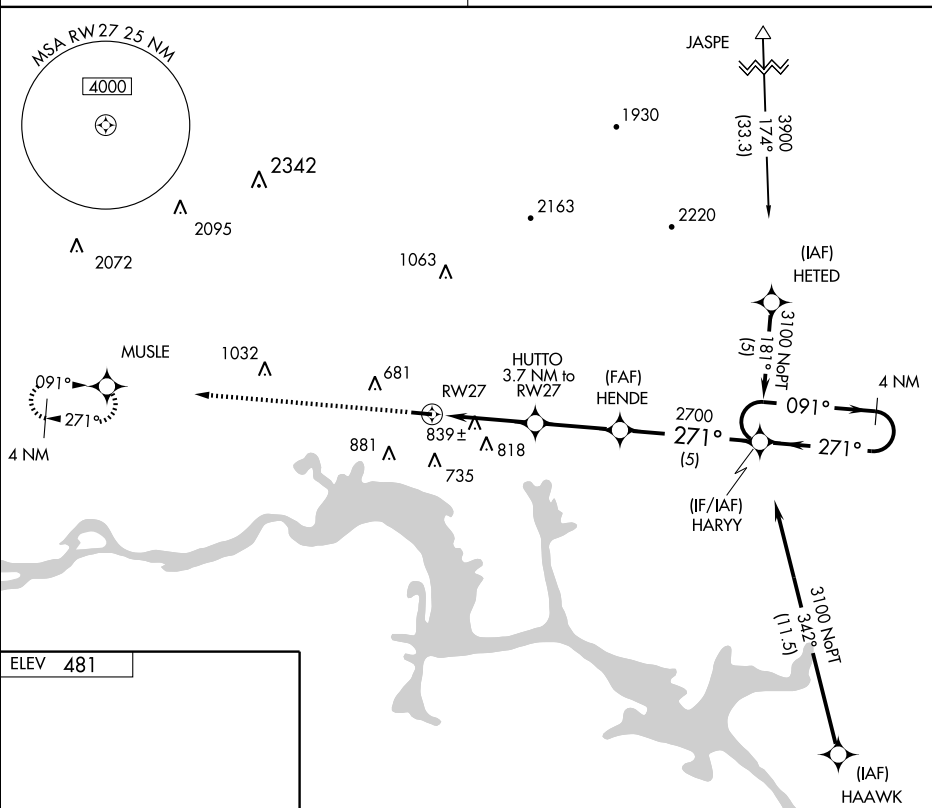 MSA RW27 25 NM
4000
JASPE
3900
174°
(33.3)
1930
2342
2095
2072
2163
2220
1063
(IAF)
HETED
3100 NoPT
181°
(5)
MUSLE
091°
271°
4 NM
1032
681
RW27
HUTTO
3.7 NM to
RW27
(FAF)
HENDE
2700
271°
(5)
4 NM
091°
271°
839±
818
881
735
(IF/IAF)
HARYY
3100 NoPT
342°
(11.5)
ELEV 481
(IAF)
HAAWK